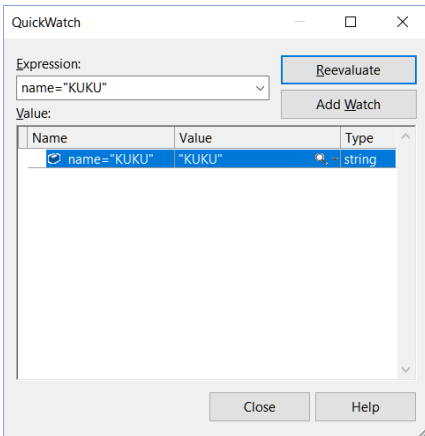 QuickWatch
Expression:
Reevaluate
name="KUKU"
Add Watch
Value:
Name Value Type
name="KUKU" "KUKU" string
Close Help